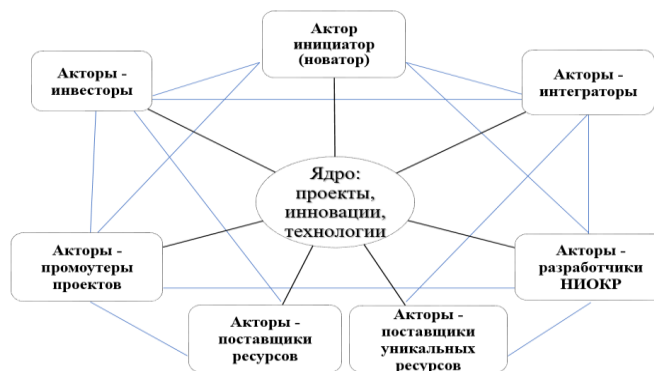 Актор
инициатор
(новатор)
Акторы -
инвесторы
Акторы -
интеграторы
Ядро:
проекты,
инновации,
технологии
Акторы -
промоутеры
проектов
Акторы -
разработчики
НИОКР
Акторы -
поставщики
ресурсов
Акторы -
поставщики
уникальных
ресурсов